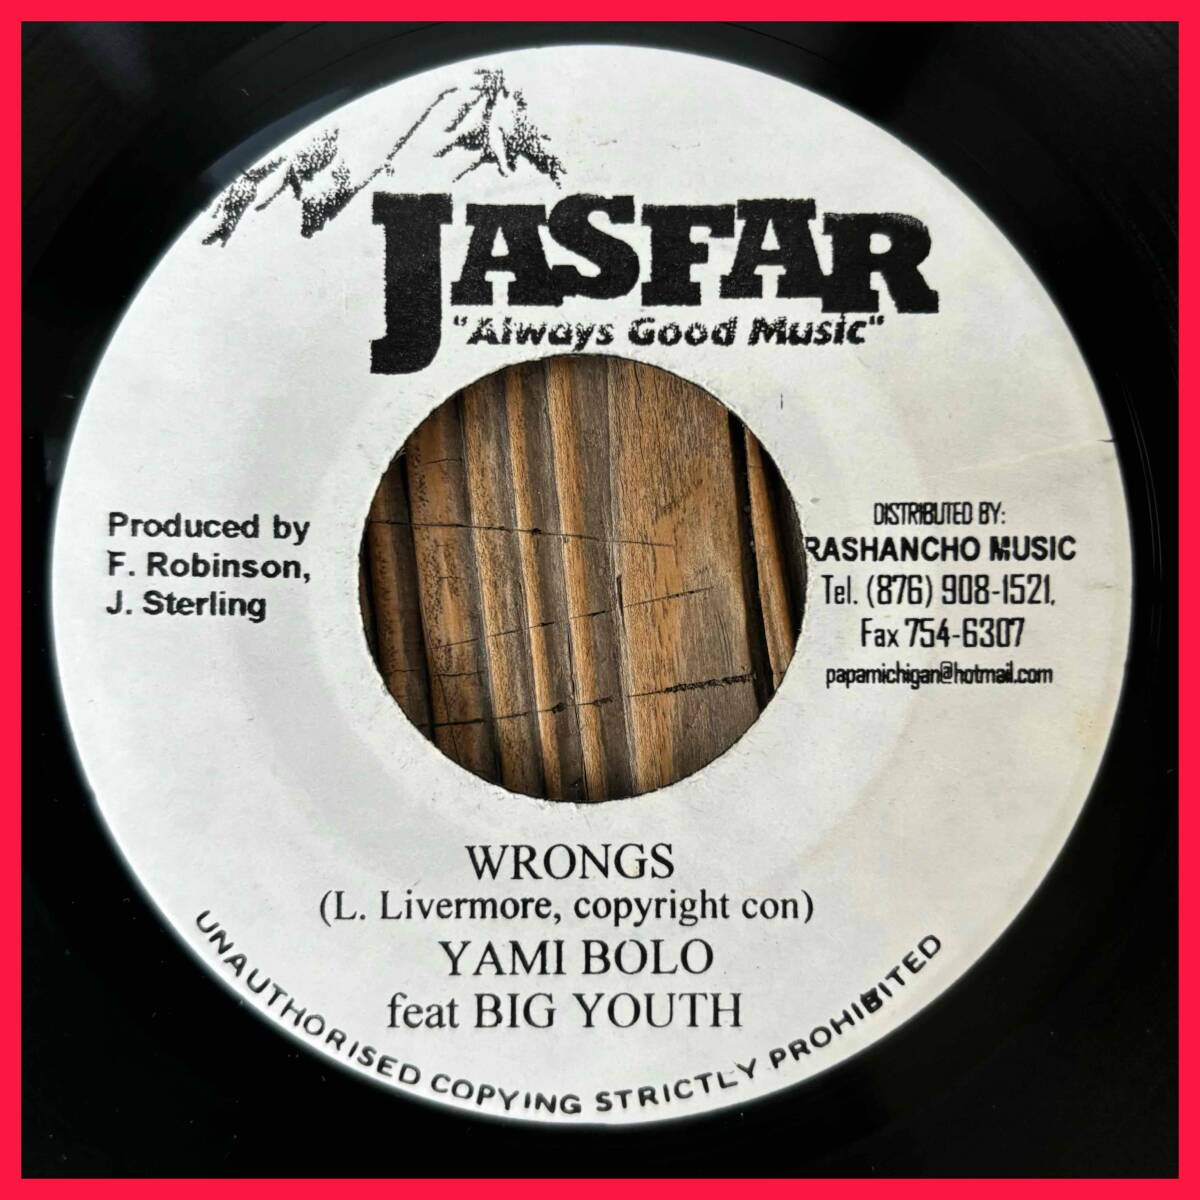 JASFAR
"Always Good Music"
Produced by
F. Robinson,
J. Sterling
DISTRIBUTED BY:
RASHANCHO MUSIC
Tel. (876) 908-1521,
Fax 754-6307
papamichigan@hotmail.com
WRONGS
(L. Livermore, copyright con)
YAMI BOLO
feat BIG YOUTH
UNAUTHORISED COPYING STRICTLY PROHIBITED